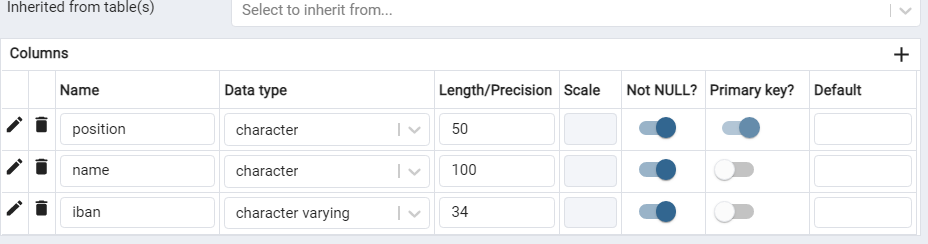 Inherited from table(s) Select to inherit from...
Columns
Name Data type Length/Precision Scale Not NULL? Primary key? Default
position character 50
name character 100
iban character varying 34